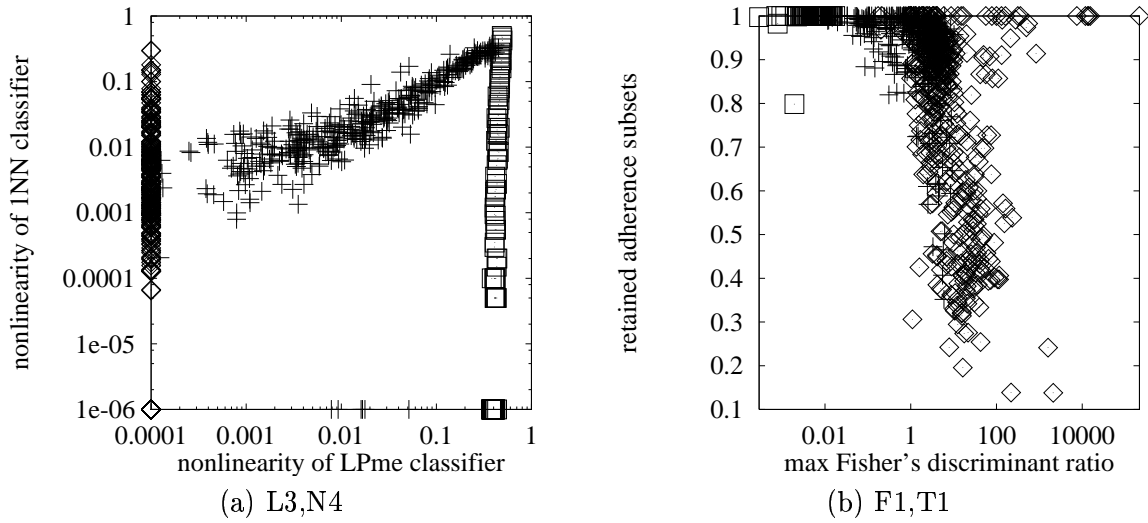 nonlinearity of 1NN classifier
1
0.1
0.01
0.001
0.0001
1e-05
1e-06
0.0001 0.001 0.01 0.1 1
nonlinearity of LPme classifier
(a) L3,N4
retained adherence subsets
1
0.9
0.8
0.7
0.6
0.5
0.4
0.3
0.2
0.1
0.01 1 100 10000
max Fisher's discriminant ratio
(b) F1,T1